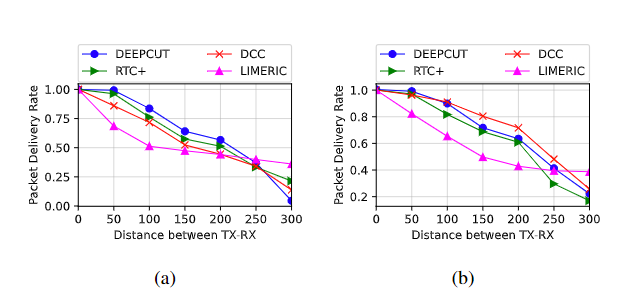 DEEPCUT DCC
RTC+ LIMERIC
1.00
0.75
0.50
0.25
0.00
Packet Delivery Rate
0 50 100 150 200 250 300
Distance between TX-RX
(a)
DEEPCUT DCC
RTC+ LIMERIC
1.0
0.8
0.6
0.4
0.2
Packet Delivery Rate
0 50 100 150 200 250 300
Distance between TX-RX
(b)